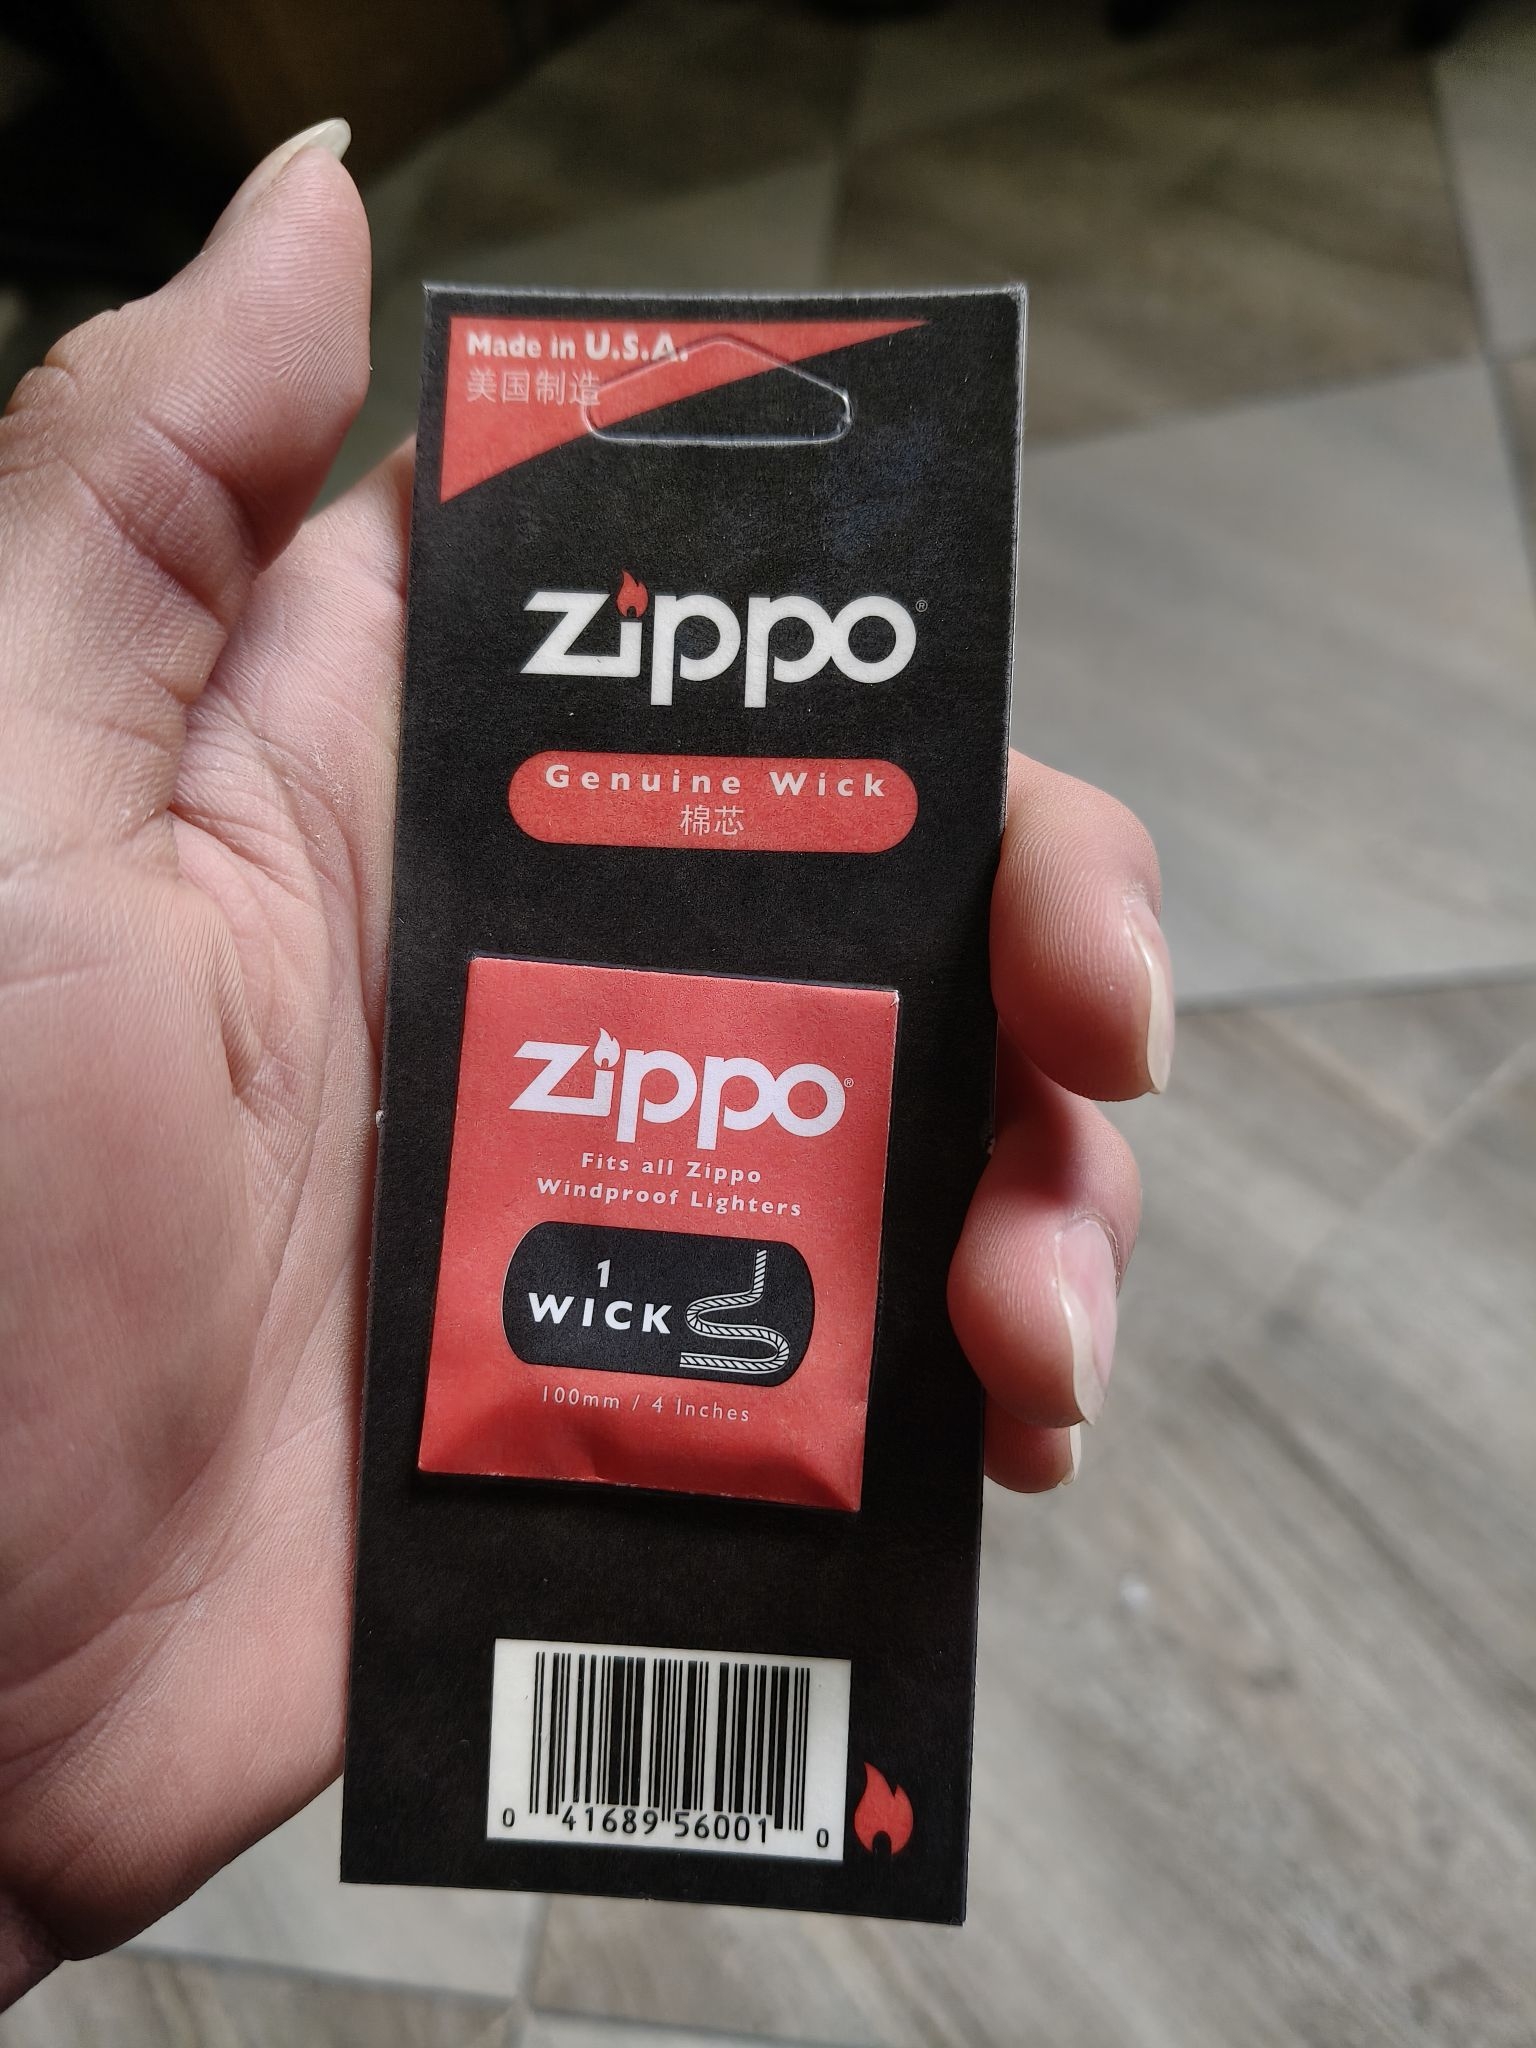 Made in U.S.A.
美国制造
zippo®
Genuine Wick
棉芯
zippo®
Fits all Zippo
Windproof Lighters
1
WICK
100mm / 4 Inches
0 41689 56001 0